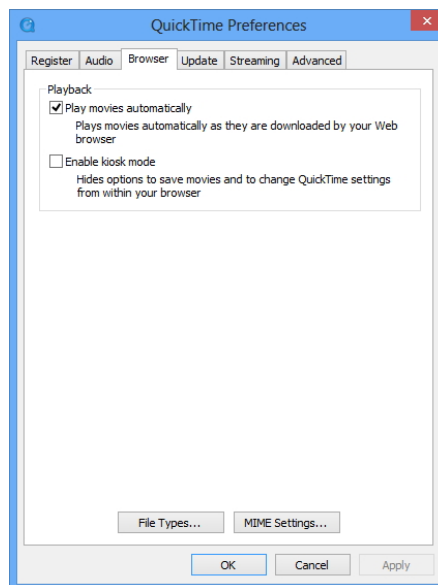 QuickTime Preferences
Register Audio Browser Update Streaming Advanced
Playback
Play movies automatically
Plays movies automatically as they are downloaded by your Web
browser
Enable kiosk mode
Hides options to save movies and to change QuickTime settings
from within your browser
File Types... MIME Settings...
OK Cancel Apply